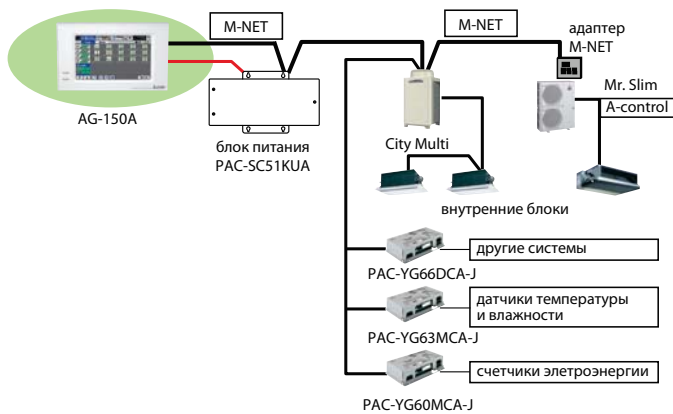 M-NET
M-NET
адаптер
M-NET
AG-150A
блок питания
PAC-SC51KUA
City Multi
Mr. Slim
A-control
внутренние блоки
другие системы
PAC-YG66DCA-J
датчики температуры
и влажности
PAC-YG63MCA-J
счетчики элетроэнергии
PAC-YG60MCA-J